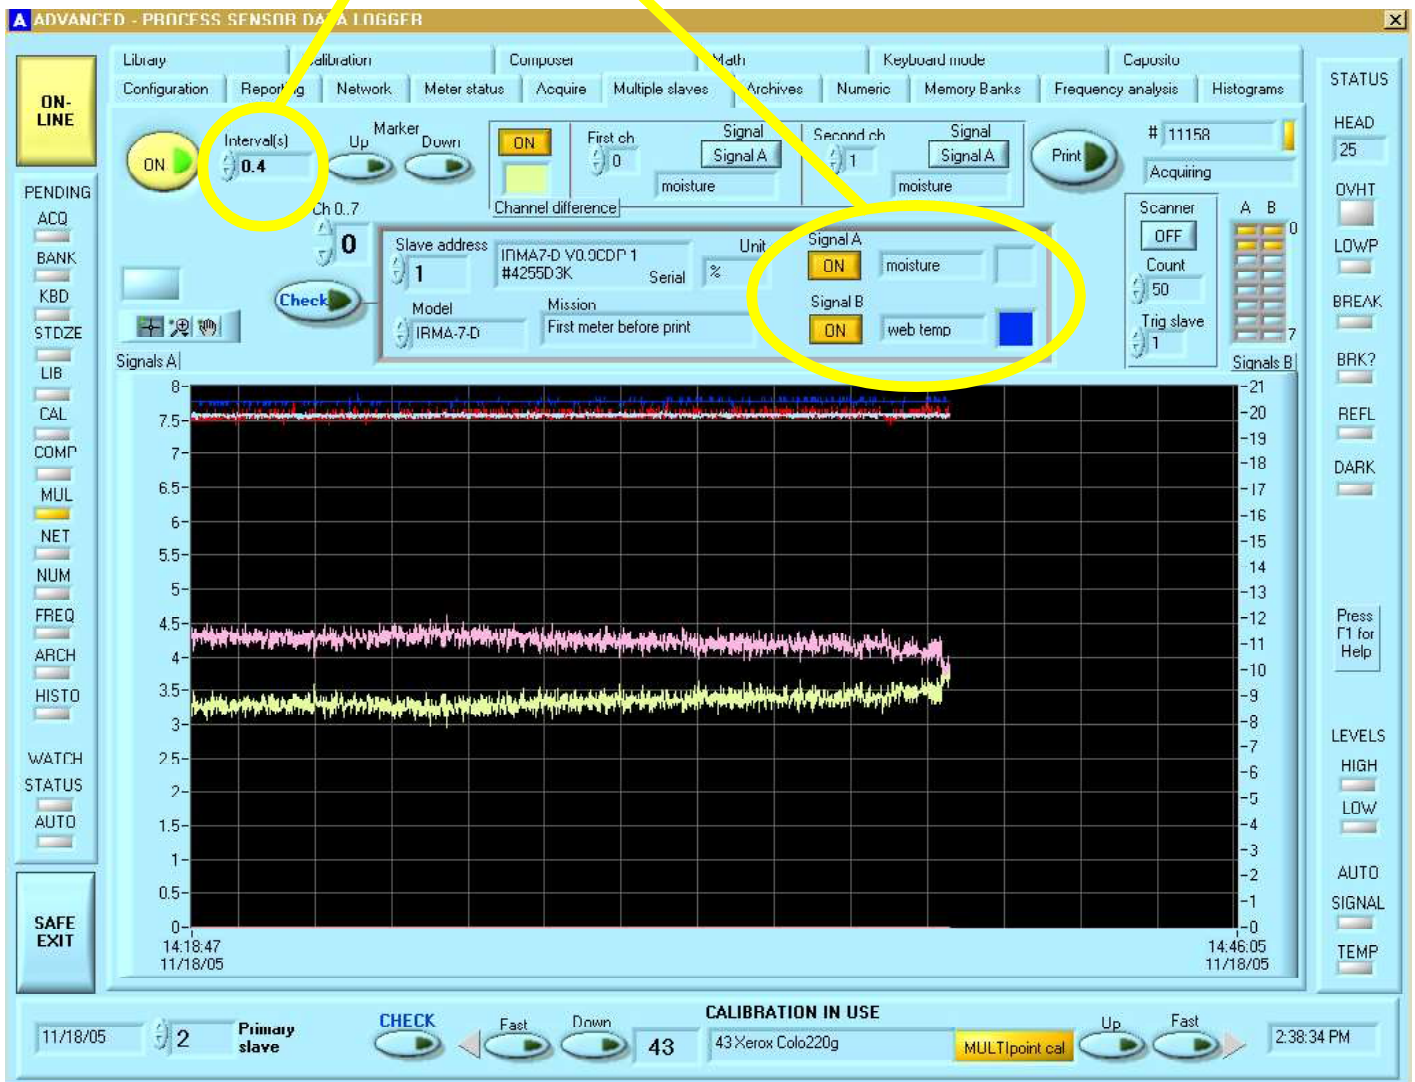 A ADVANCED - PROCESS SENSOR DATA LOGGER
Library Calibration Composer Math Keyboard mode Caposito
Configuration Reporting Network Meter status Acquire Multiple slaves Archives Numeric Memory Banks Frequency analysis Histograms
ON-
LINE
ON
Interval(s)
0.4
Marker
Up Down
ON
Channel difference
First ch
0
Signal
Signal A
moisture
Second ch
1
Signal
Signal A
moisture
Print
# 11158
Acquiring
Ch 0..7
0
Check
Slave address
1
IRMA7-D V0.9CDP 1
#4255D3K
Serial
Unit
%
Model
IRMA-7-D
Mission
First meter before print
Signal A
ON
moisture
Signal B
ON
web temp
Scanner
OFF
Count
50
Trig slave
1
A B
0
7
PENDING
ACQ
BANK
KBD
STDZE
LIB
CAL
COMP
MUL
NET
NUM
FREQ
ARCH
HISTO
WATCH
STATUS
AUTO
SAFE
EXIT
Signals A
8
7.5
7
6.5
6
5.5
5
4.5
4
3.5
3
2.5
2
1.5
1
0.5
0
Signals B
21
20
19
18
17
16
15
14
13
12
11
10
9
8
7
6
5
4
3
2
1
0
14:18:47
11/18/05
14:46:05
11/18/05
STATUS
HEAD
25
OVHT
LOWP
BREAK
BRK?
REFL
DARK
Press
F1 for
Help
LEVELS
HIGH
LOW
AUTO
SIGNAL
TEMP
11/18/05
2
Primary
slave
CHECK
Fast Down
CALIBRATION IN USE
43
43 Xerox Colo220g
MULTIpoint cal
Up Fast
2:38:34 PM